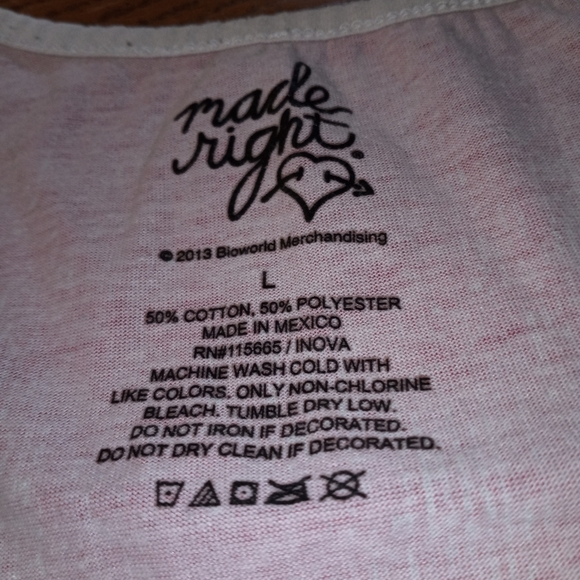 made
right.
© 2013 Bioworld Merchandising
L
50% COTTON, 50% POLYESTER
MADE IN MEXICO
RN#115665 / INOVA
MACHINE WASH COLD WITH
LIKE COLORS. ONLY NON-CHLORINE
BLEACH. TUMBLE DRY LOW.
DO NOT IRON IF DECORATED.
DO NOT DRY CLEAN IF DECORATED.